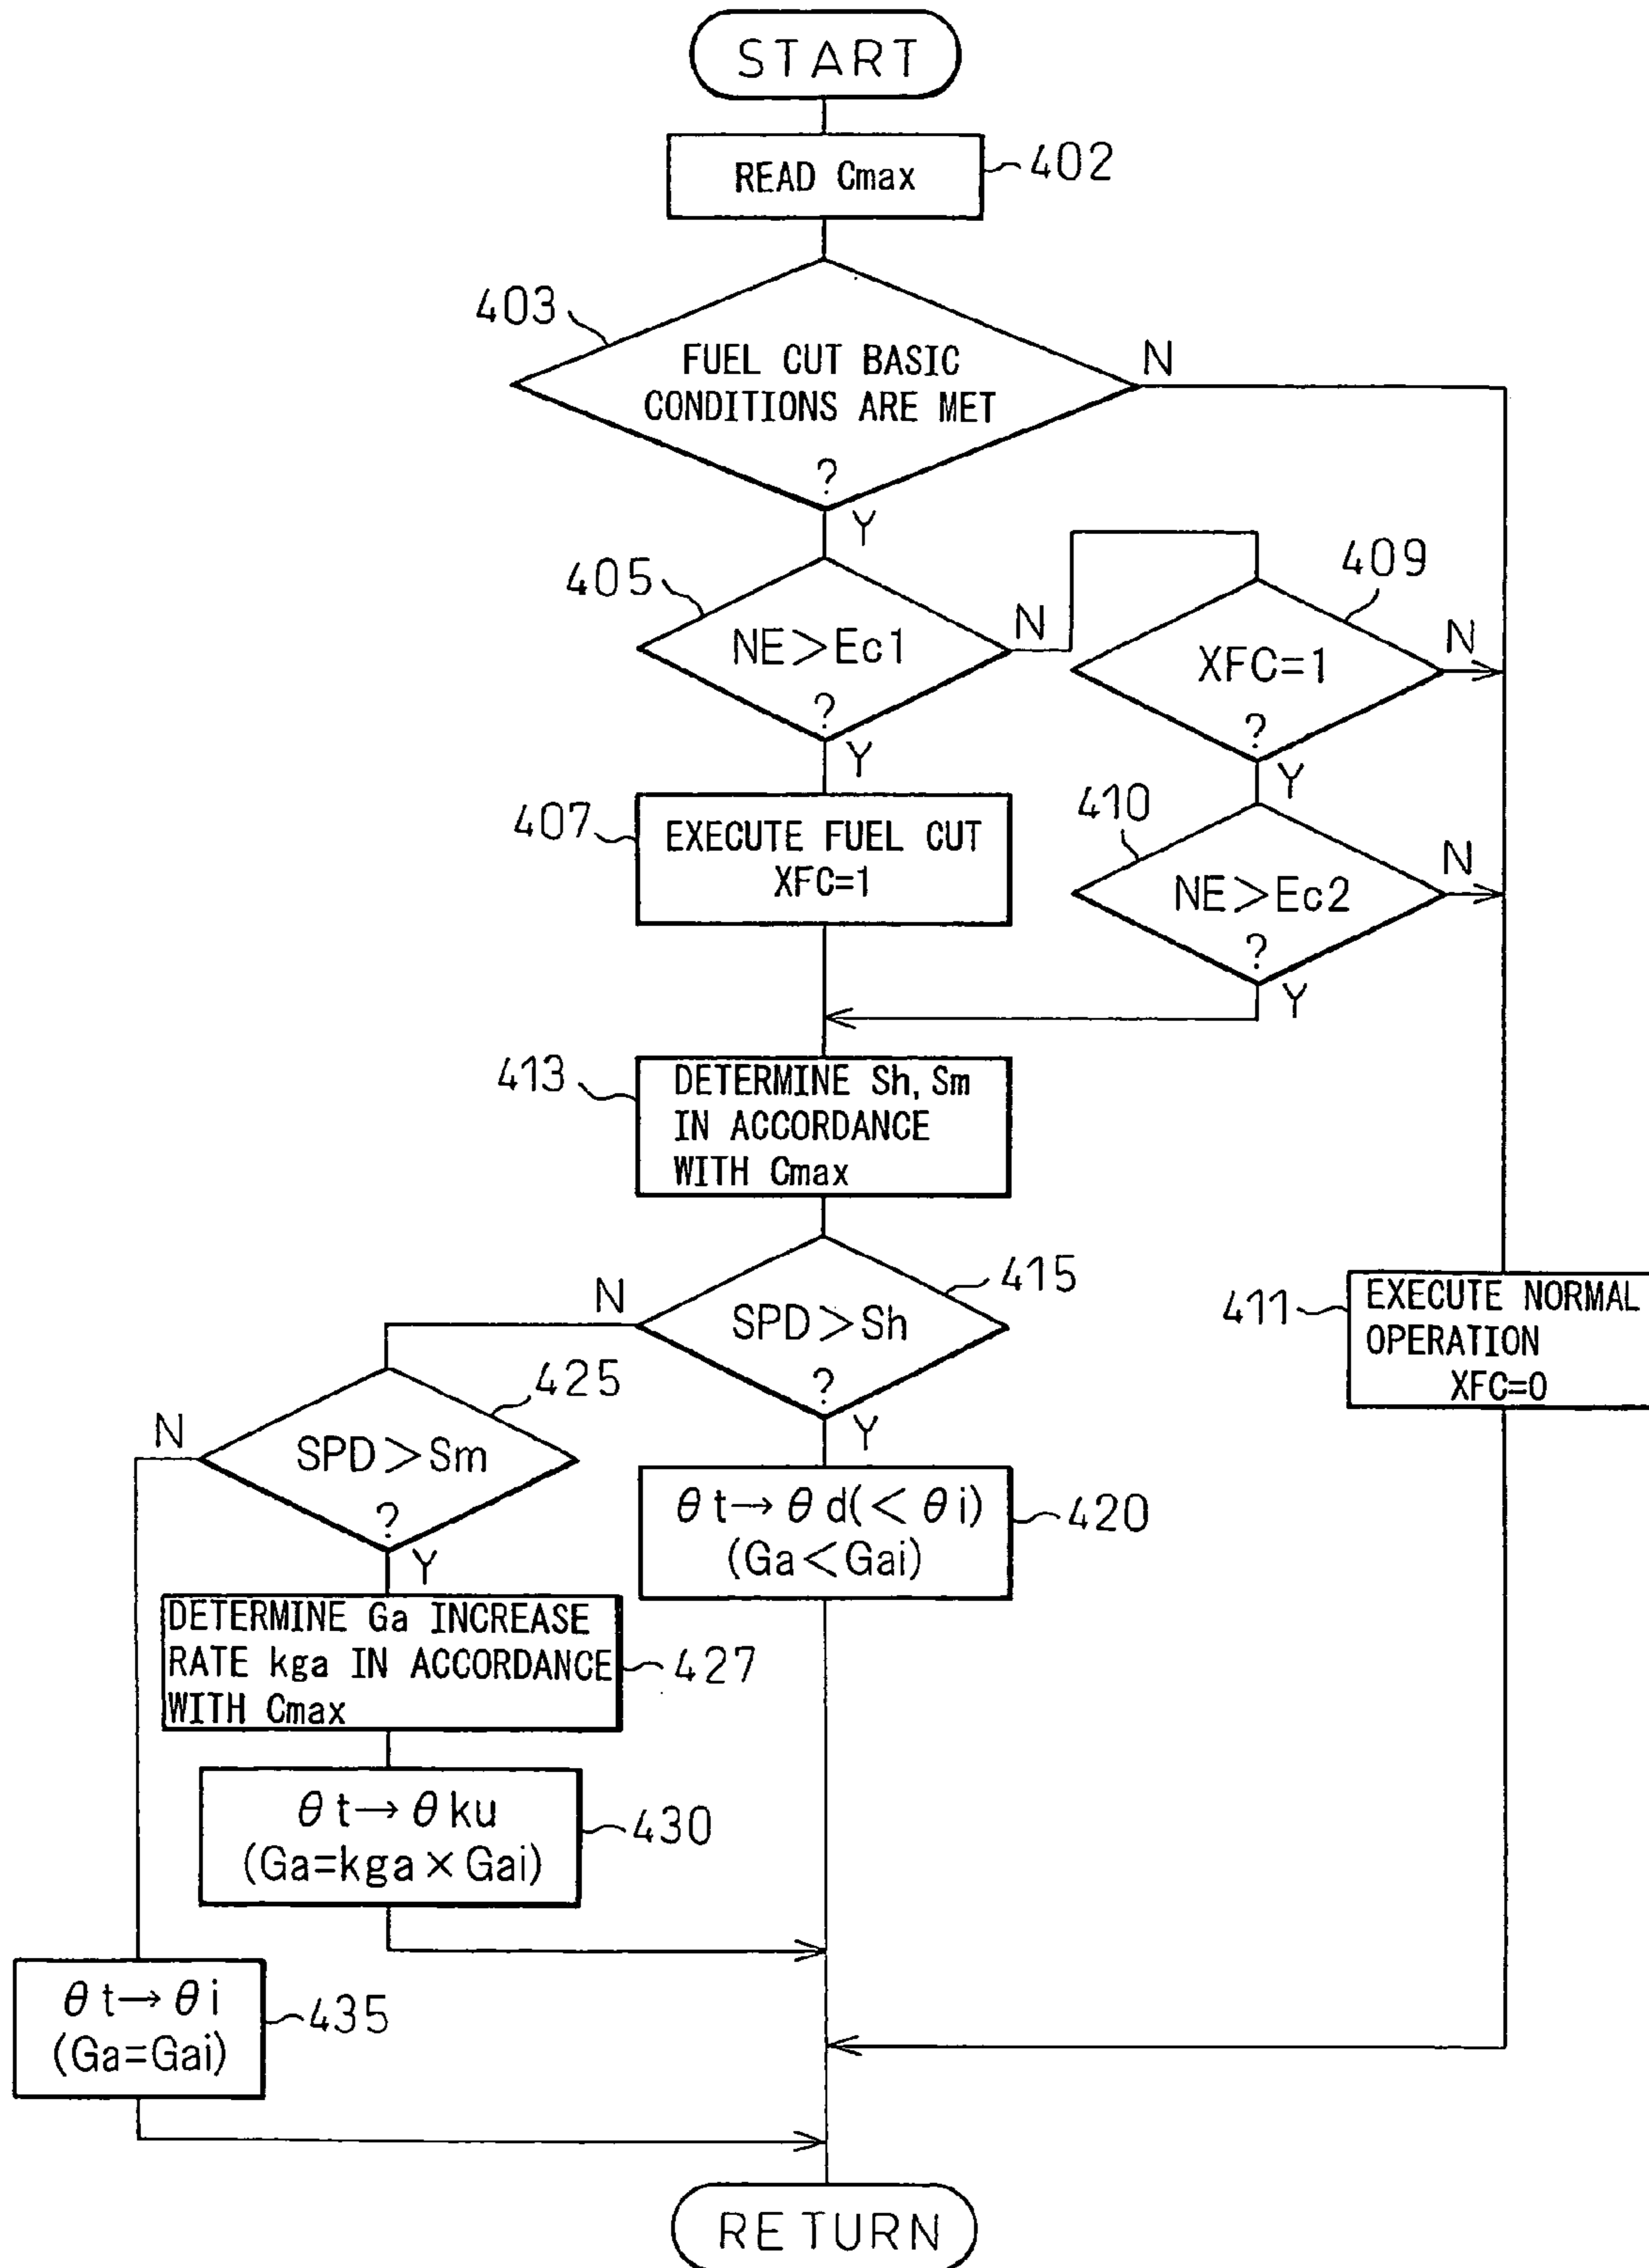 START
READ Cmax
402
403
FUEL CUT BASIC
CONDITIONS ARE MET
?
N
Y
405
NE>Ec1
?
N
Y
409
XFC=1
?
N
Y
407
EXECUTE FUEL CUT
XFC=1
410
NE>Ec2
?
N
Y
413
DETERMINE Sh, Sm
IN ACCORDANCE
WITH Cmax
415
SPD>Sh
?
N
Y
411
EXECUTE NORMAL
OPERATION
XFC=0
425
SPD>Sm
?
N
Y
θt→θd(<θi)
(Ga<Gai)
420
DETERMINE Ga INCREASE
RATE kga IN ACCORDANCE
WITH Cmax
427
θt→θku
(Ga=kga×Gai)
430
θt→θi
(Ga=Gai)
435
RETURN